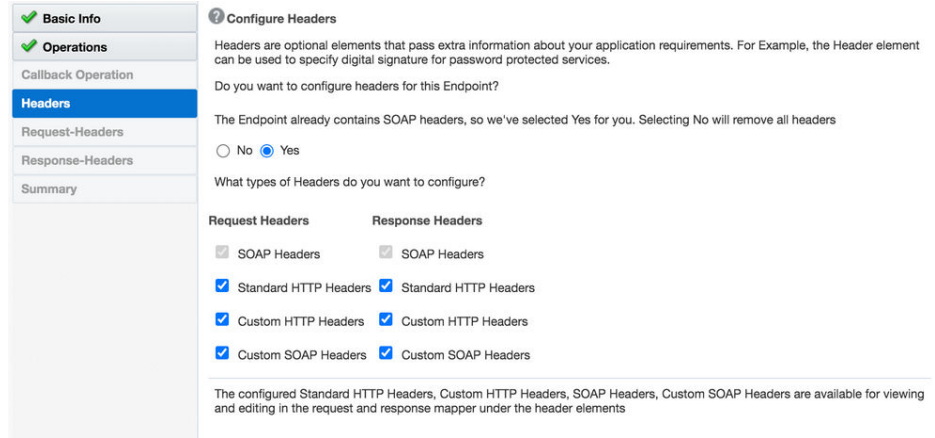 Basic Info
Operations
Callback Operation
Headers
Request-Headers
Response-Headers
Summary
Configure Headers
Headers are optional elements that pass extra information about your application requirements. For Example, the Header element
can be used to specify digital signature for password protected services.
Do you want to configure headers for this Endpoint?
The Endpoint already contains SOAP headers, so we've selected Yes for you. Selecting No will remove all headers
No Yes
What types of Headers do you want to configure?
Request Headers Response Headers
SOAP Headers SOAP Headers
Standard HTTP Headers Standard HTTP Headers
Custom HTTP Headers Custom HTTP Headers
Custom SOAP Headers Custom SOAP Headers
The configured Standard HTTP Headers, Custom HTTP Headers, SOAP Headers, Custom SOAP Headers are available for viewing
and editing in the request and response mapper under the header elements